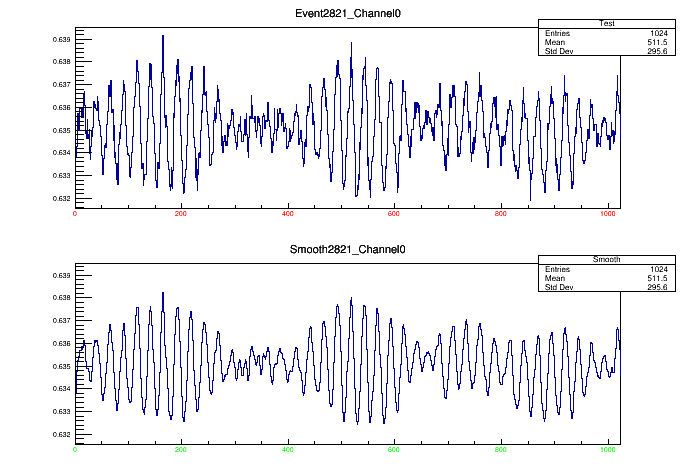 Event2821_Channel0
Test
Entries 1024
Mean 511.5
Std Dev 295.6
0.639
0.638
0.637
0.636
0.635
0.634
0.633
0.632
0 200 400 600 800 1000
Smooth2821_Channel0
Smooth
Entries 1024
Mean 511.5
Std Dev 295.6
0.639
0.638
0.637
0.636
0.635
0.634
0.633
0.632
0 200 400 600 800 1000